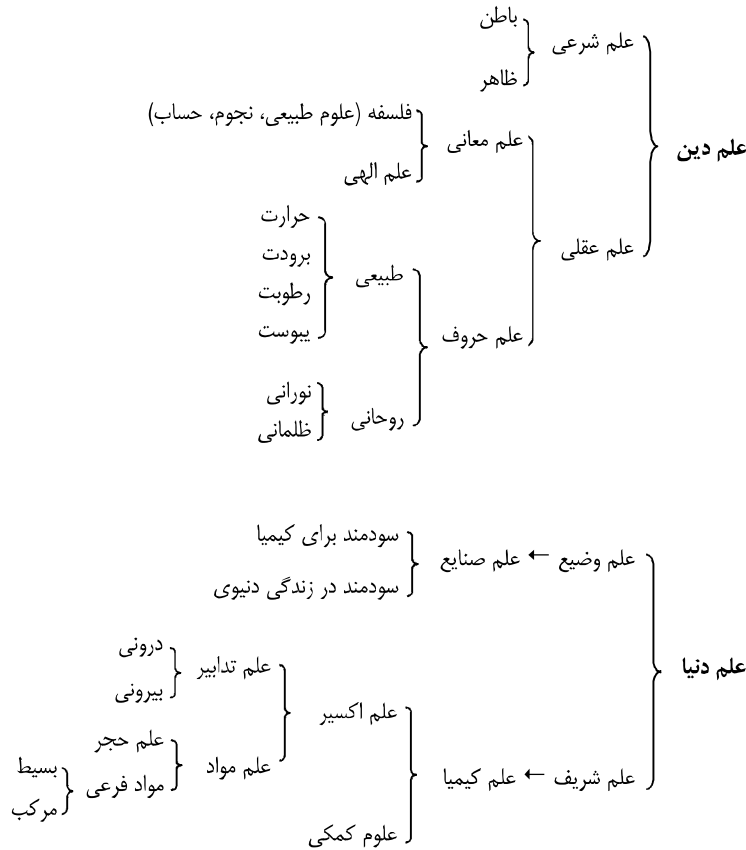 علم دین
علم شرعی
باطن
ظاهر
علم عقلی
علم معانی
فلسفه (علوم طبیعی، نجوم، حساب)
علم الهی
علم حروف
طبیعی
حرارت
برودت
رطوبت
یبوست
روحانی
نورانی
ظلمانی
علم دنیا
علم وضیع ← علم صنایع
سودمند برای کیمیا
سودمند در زندگی دنیوی
علم شریف ← علم کیمیا
علم اکسیر
علم تدابیر
درونی
بیرونی
علم مواد
علم حجر
مواد فرعی
بسیط
مرکب
علوم کمکی